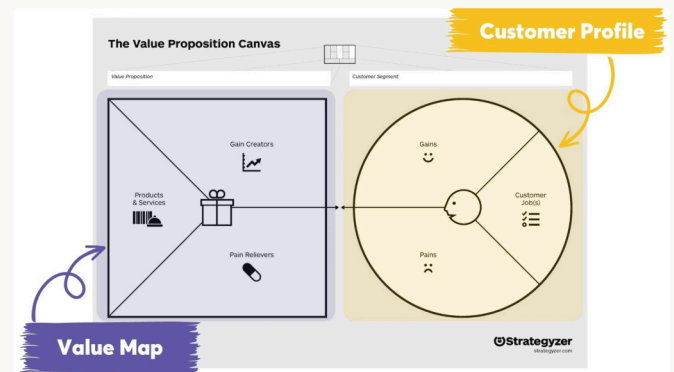 Customer Profile
The Value Proposition Canvas
Value Proposition
Customer Segment
Gain Creators
Gains
Products
& Services
Customer
Job(s)
Pain Relievers
Pains
Value Map
Strategyzer
strategyzer.com